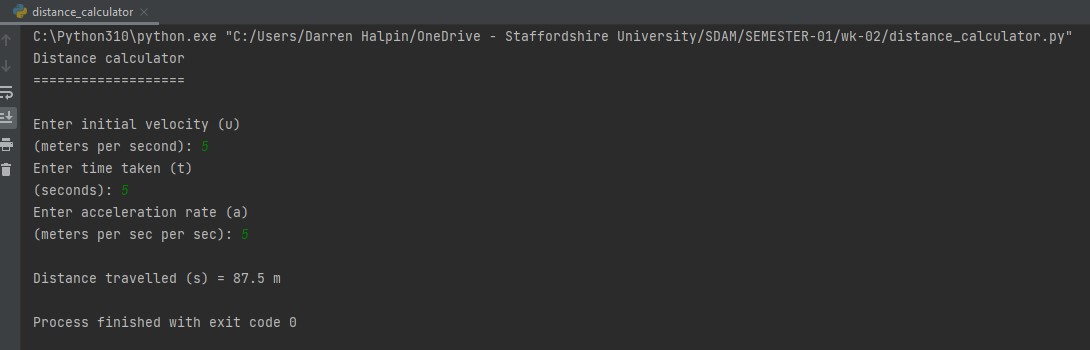 distance_calculator
C:\Python310\python.exe "C:/Users/Darren Halpin/OneDrive - Staffordshire University/SDAM/SEMESTER-01/wk-02/distance_calculator.py"
Distance calculator
===================
Enter initial velocity (u)
(meters per second): 5
Enter time taken (t)
(seconds): 5
Enter acceleration rate (a)
(meters per sec per sec): 5
Distance travelled (s) = 87.5 m
Process finished with exit code 0